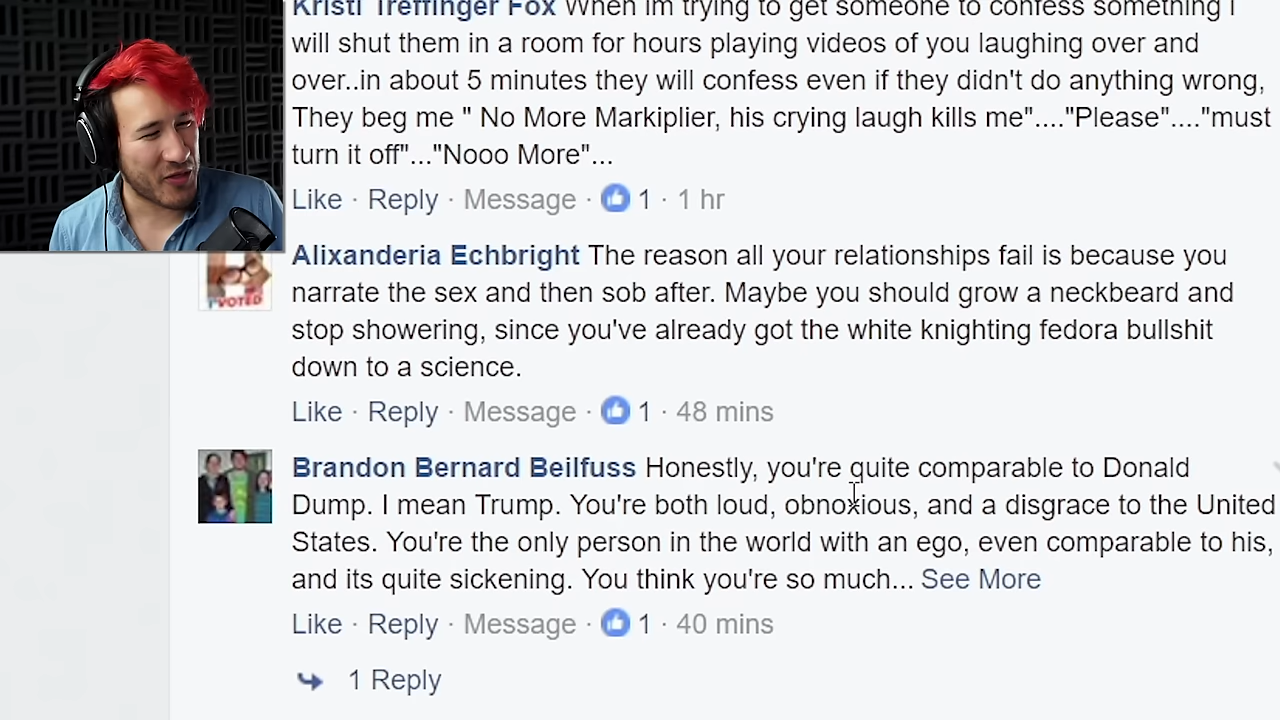 Kristi Treffinger Fox When im trying to get someone to confess something I
will shut them in a room for hours playing videos of you laughing over and
over..in about 5 minutes they will confess even if they didn't do anything wrong,
They beg me " No More Markiplier, his crying laugh kills me"...."Please"...."must
turn it off"..."Nooo More"...
Like · Reply · Message · 1 · 1 hr
VOTED
Alixanderia Echbright The reason all your relationships fail is because you
narrate the sex and then sob after. Maybe you should grow a neckbeard and
stop showering, since you've already got the white knighting fedora bullshit
down to a science.
Like · Reply · Message · 1 · 48 mins
Brandon Bernard Beilfuss Honestly, you're quite comparable to Donald
Dump. I mean Trump. You're both loud, obnoxious, and a disgrace to the United
States. You're the only person in the world with an ego, even comparable to his,
and its quite sickening. You think you're so much... See More
Like · Reply · Message · 1 · 40 mins
1 Reply